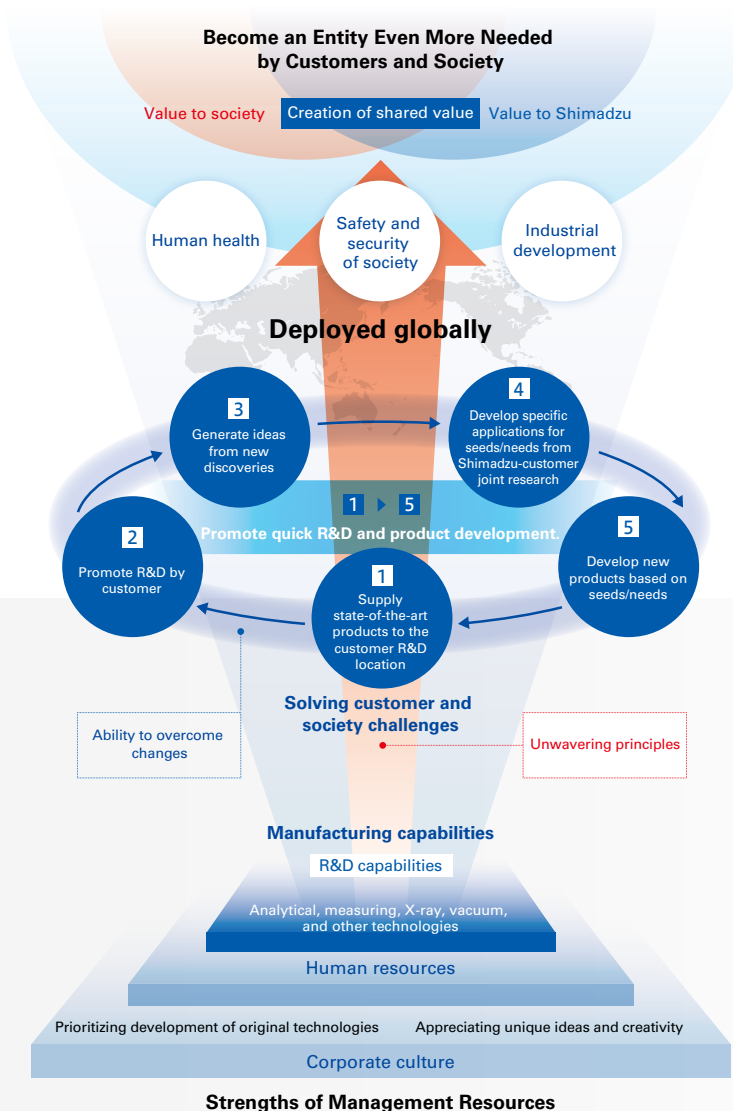 Become an Entity Even More Needed
by Customers and Society
Value to society
Creation of shared value
Value to Shimadzu
Human health
Safety and
security
of society
Industrial
development
Deployed globally
3
Generate ideas
from new
discoveries
4
Develop specific
applications for
seeds/needs from
Shimadzu-customer
joint research
1 5
Promote quick R&D and product development.
2
Promote R&D by
customer
1
Supply
state-of-the-art
products to the
customer R&D
location
5
Develop new
products based on
seeds/needs
Solving customer and
society challenges
Ability to overcome
changes
Unwavering principles
Manufacturing capabilities
R&D capabilities
Analytical, measuring, X-ray, vacuum,
and other technologies
Human resources
Prioritizing development of original technologies
Appreciating unique ideas and creativity
Corporate culture
Strengths of Management Resources